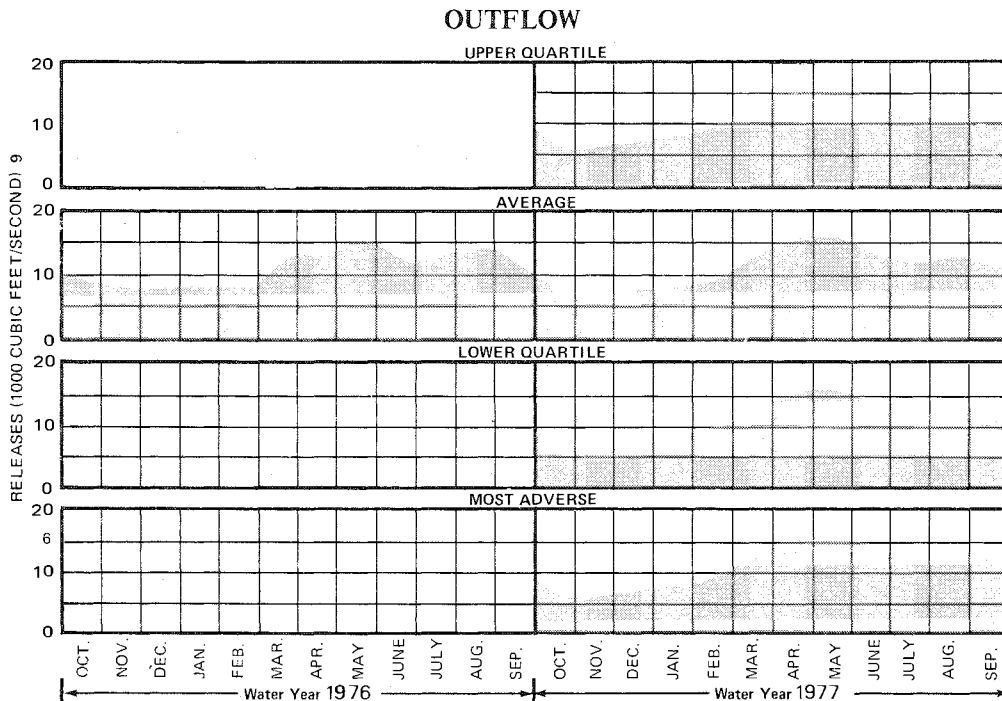 OUTFLOW
UPPER QUARTILE
20
10
0
AVERAGE
20
10
0
LOWER QUARTILE
20
10
0
MOST ADVERSE
20
6
10
0
RELEASES (1000 CUBIC FEET/SECOND) 9
OCT. NOV. DEC. JAN. FEB. MAR. APR. MAY JUNE JULY AUG. SEP. OCT. NOV. DEC. JAN. FEB. MAR. APR. MAY JUNE JULY AUG. SEP.
Water Year 1976 Water Year 1977